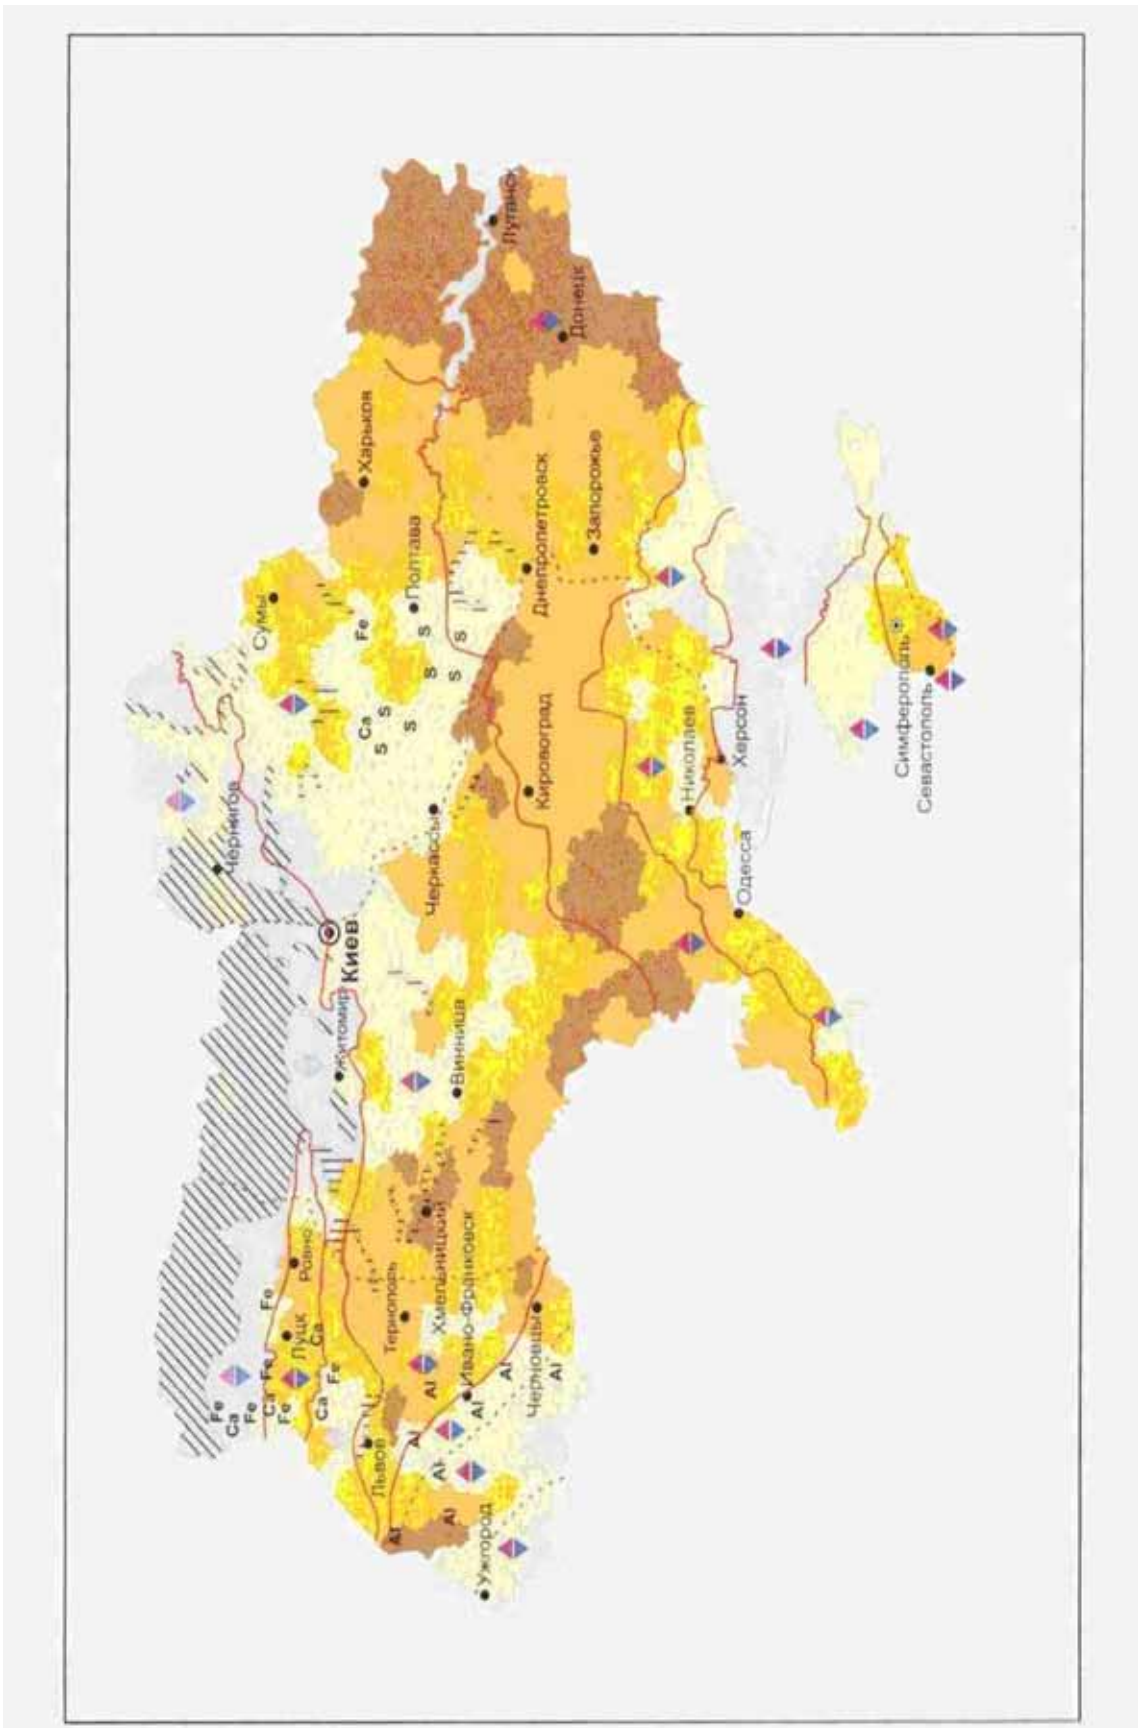 Чернигов
Сумы
Киев
Житомир
Ровно
Луцк
Fe
Ca
Fe
Fe
Ca
Fe
Fe
Ca
Ca
Fe
Харьков
Полтава
Луганск
Донецк
Fe
Ca
S
S
S
S
S
S
S
Черкассы
Днепропетровск
Запорожье
Кировоград
Винница
Хмельницкий
Тернополь
Львов
Ивано-Франковск
Черновцы
Ужгород
Al
Al
Al
Al
Al
Al
Al
Al
Николаев
Херсон
Одесса
Симферополь
Севастополь